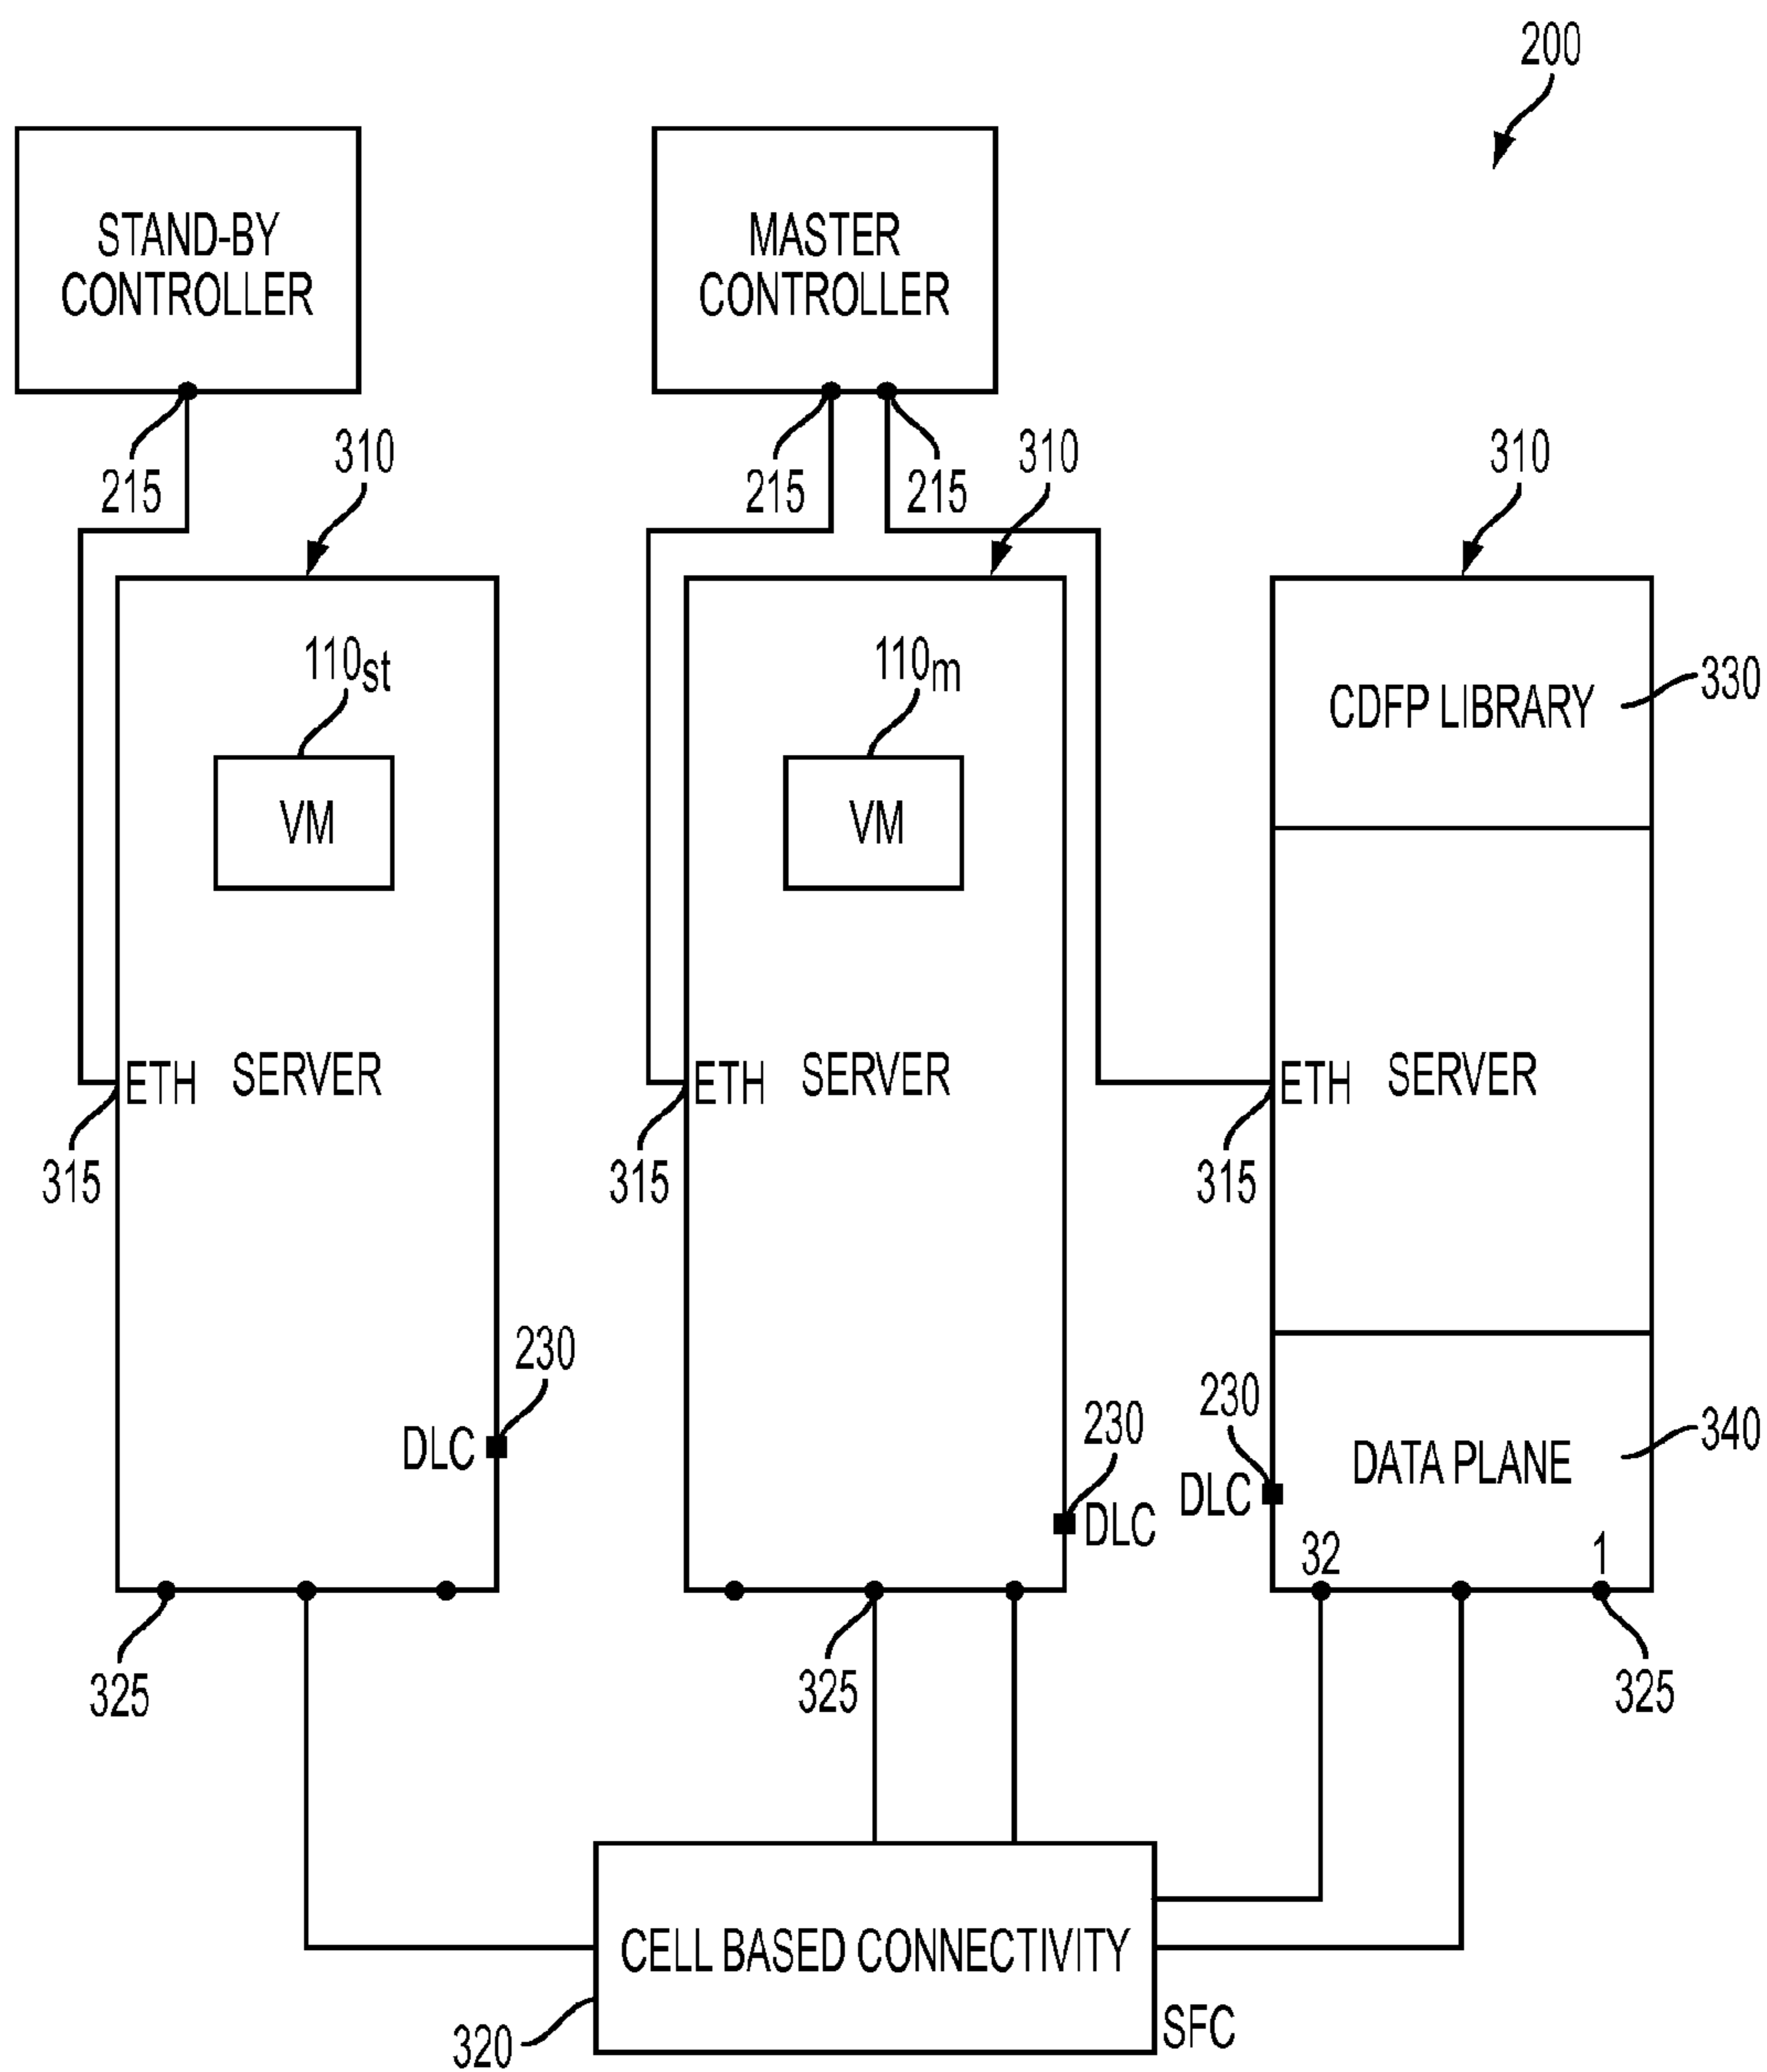 200
STAND-BY
CONTROLLER
MASTER
CONTROLLER
215
310
215
215
310
310
110st
VM
110m
VM
CDFP LIBRARY
330
ETH
SERVER
ETH
SERVER
ETH
SERVER
315
315
315
230
DLC
230
DLC
230
DLC
DATA PLANE
340
32
1
325
325
325
CELL BASED CONNECTIVITY
320
SFC